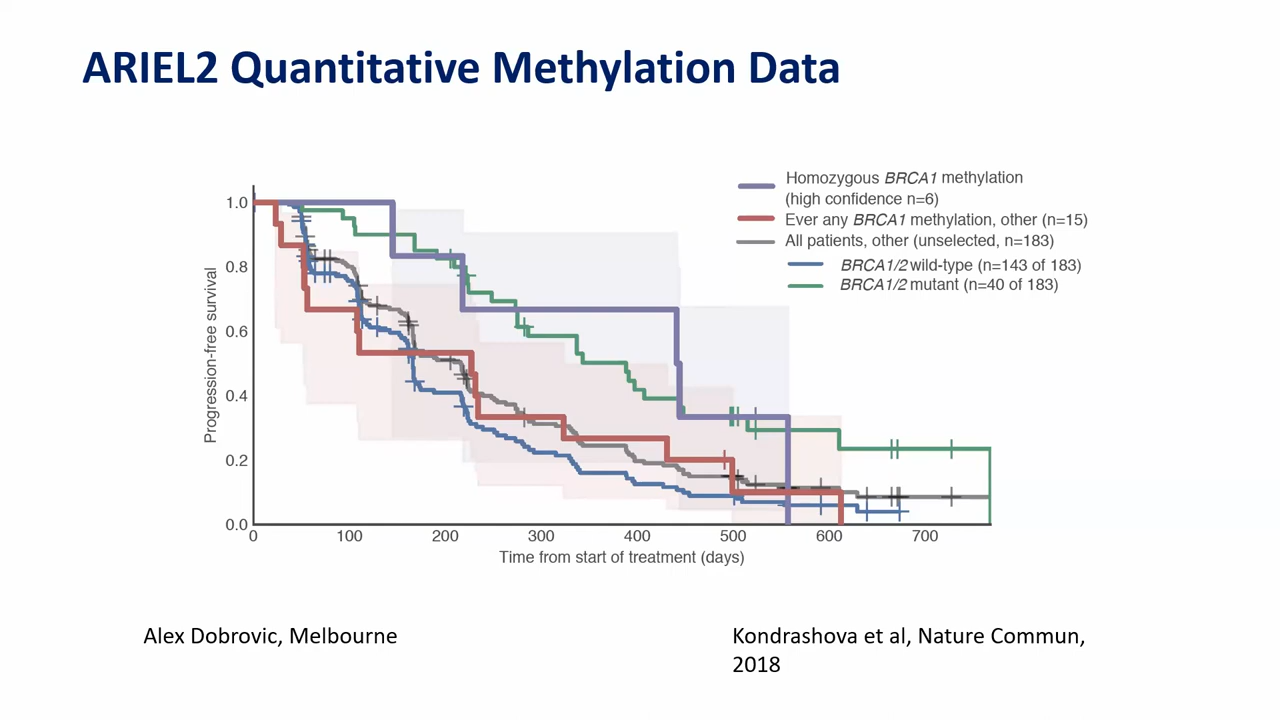 ARIEL2 Quantitative Methylation Data
Homozygous BRCA1 methylation
(high confidence n=6)
Ever any BRCA1 methylation, other (n=15)
All patients, other (unselected, n=183)
BRCA1/2 wild-type (n=143 of 183)
BRCA1/2 mutant (n=40 of 183)
Progression-free survival
1.0
0.8
0.6
0.4
0.2
0.0
0 100 200 300 400 500 600 700
Time from start of treatment (days)
Alex Dobrovic, Melbourne
Kondrashova et al, Nature Commun,
2018